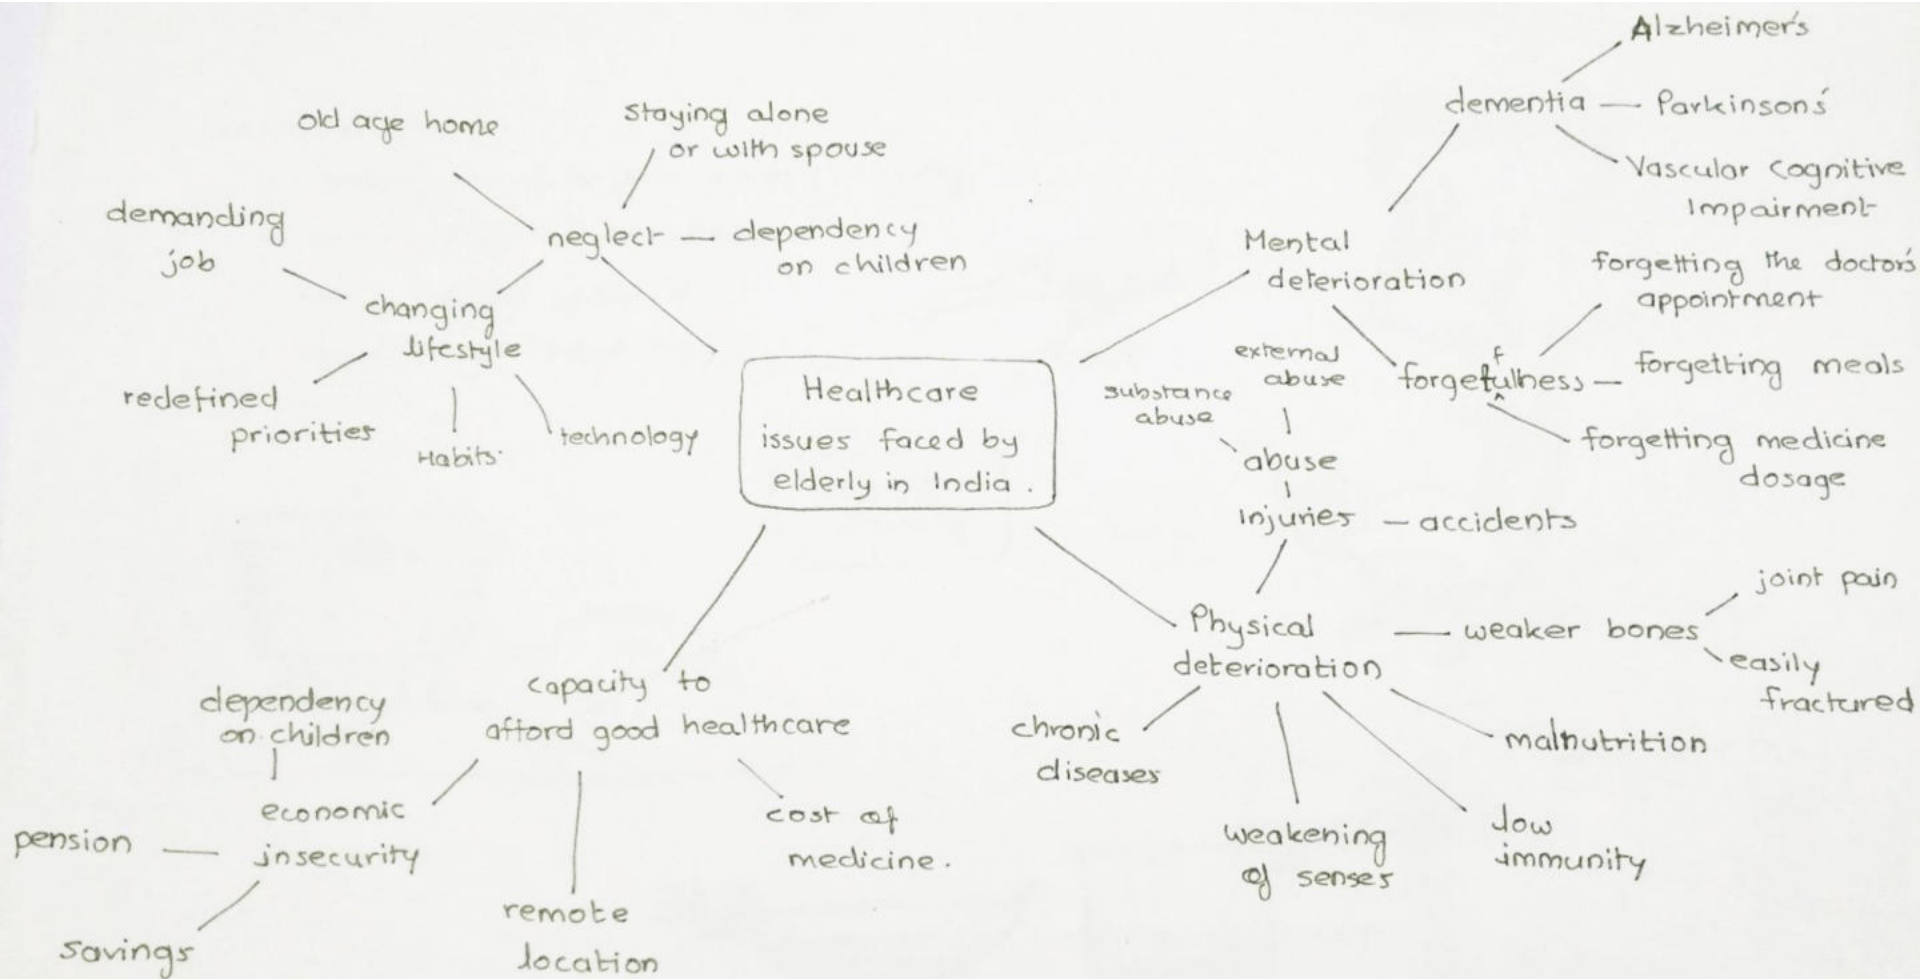 Healthcare
issues faced by
elderly in India.
neglect
old age home
staying alone
or with spouse
dependency
on children
changing
lifestyle
demanding
job
redefined
priorities
Habits
technology
Mental
deterioration
dementia
Alzheimer's
Parkinsons'
Vascular Cognitive
Impairment
forgetfulness
forgetting the doctor's
appointment
forgetting meals
forgetting medicine
dosage
Physical
deterioration
injuries
accidents
abuse
substance
abuse
external
abuse
weaker bones
joint pain
easily
fractured
malnutrition
low
immunity
weakening
of senses
chronic
diseases
capacity to
afford good healthcare
economic
insecurity
dependency
on children
pension
savings
remote
location
cost of
medicine.